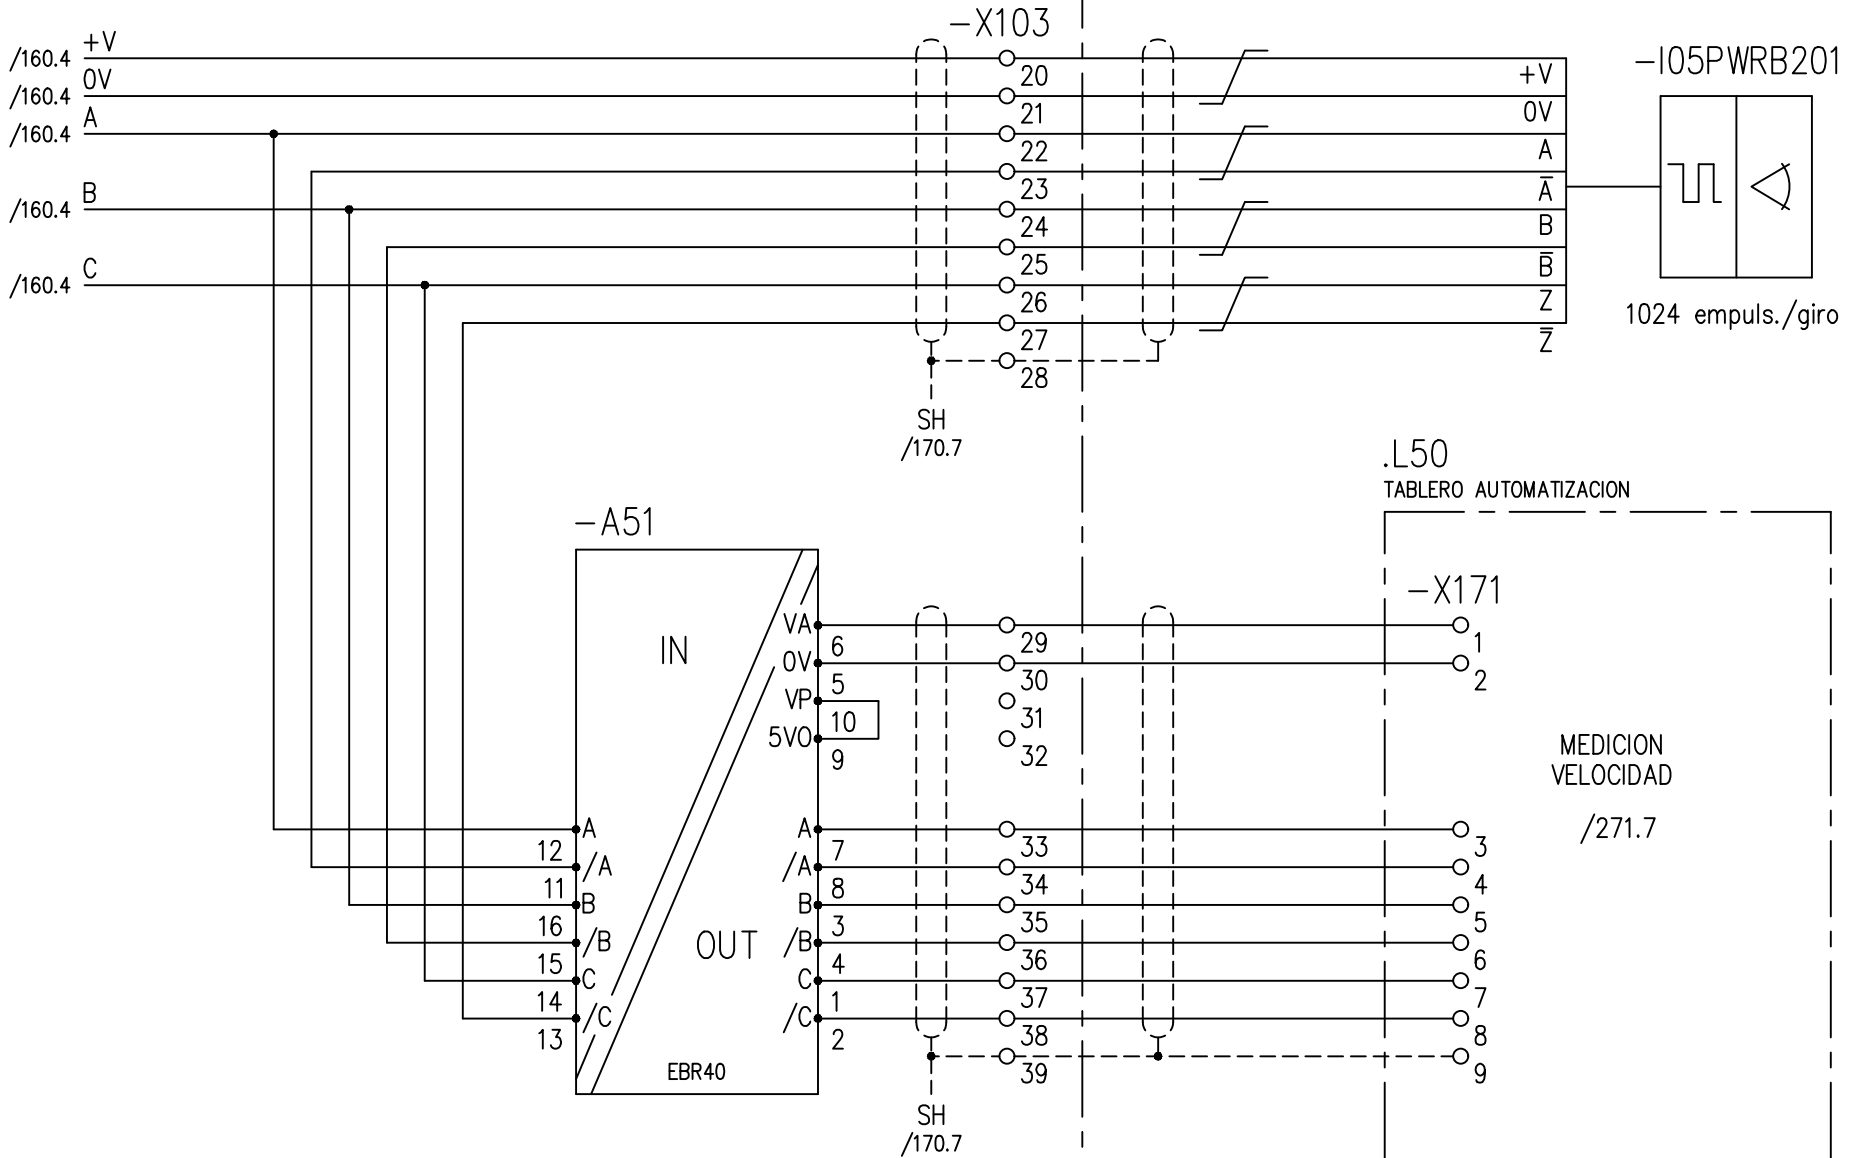 -X103
+V
/160.4
20
+V
-I05PWRB201
0V
/160.4
21
0V
A
/160.4
22
A
23
A̅
B
/160.4
24
B
25
B̅
C
/160.4
26
Z
1024 empuls./giro
27
Z̅
28
SH
/170.7
.L50
TABLERO AUTOMATIZACION
-A51
-X171
IN
VA
6
29
1
0V
5
30
2
VP
10
31
5VO
9
32
MEDICION
VELOCIDAD
/271.7
A
12
A
7
33
3
/A
11
/A
8
34
4
B
16
B
3
35
5
/B
15
OUT
/B
4
36
6
C
14
C
1
37
7
/C
13
/C
2
38
8
EBR40
39
9
SH
/170.7